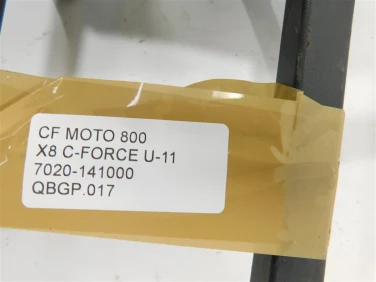 CF MOTO 800
X8 C-FORCE U-11
7020-141000
QBGP.017